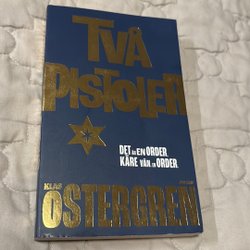 TVÅ
PISTOLER
DET ÄR EN ORDER
KÄRE VÄN, EN ORDER
KLAS
ÖSTERGREN